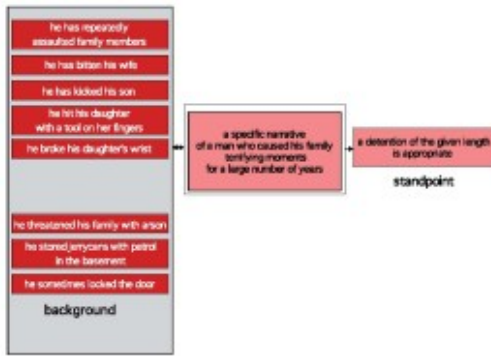 he has repeatedly
assaulted family members
he has bitten his wife
he has kicked his son
he hit his daughter
with a tool on her fingers
he broke his daughter's wrist
he threatened his family with arson
he stored jerrycans with petrol
in the basement
he sometimes locked the door
background
a specific narrative
of a man who caused his family
terrifying moments
for a large number of years
a detention of the given length
is appropriate
standpoint